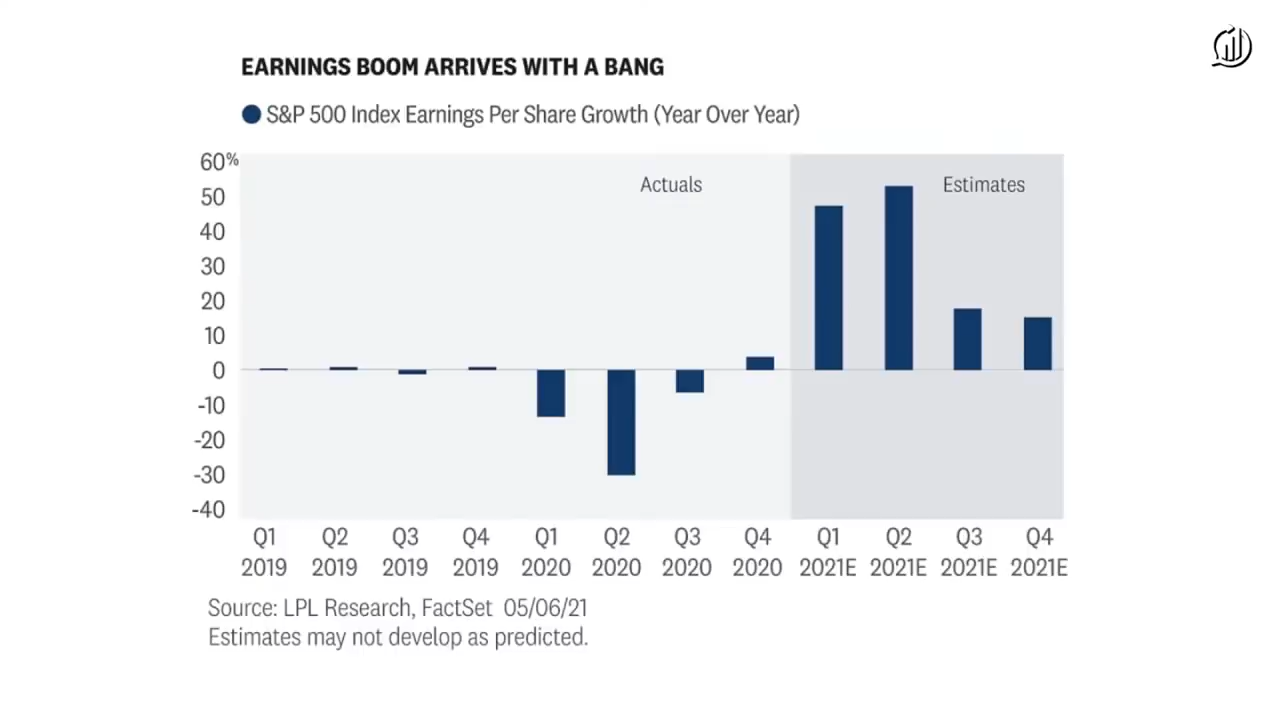 EARNINGS BOOM ARRIVES WITH A BANG
S&P 500 Index Earnings Per Share Growth (Year Over Year)
60%
50
40
30
20
10
0
-10
-20
-30
-40
Actuals
Estimates
Q1 Q2 Q3 Q4 Q1 Q2 Q3 Q4 Q1 Q2 Q3 Q4
2019 2019 2019 2019 2020 2020 2020 2020 2021E 2021E 2021E 2021E
Source: LPL Research, FactSet 05/06/21
Estimates may not develop as predicted.